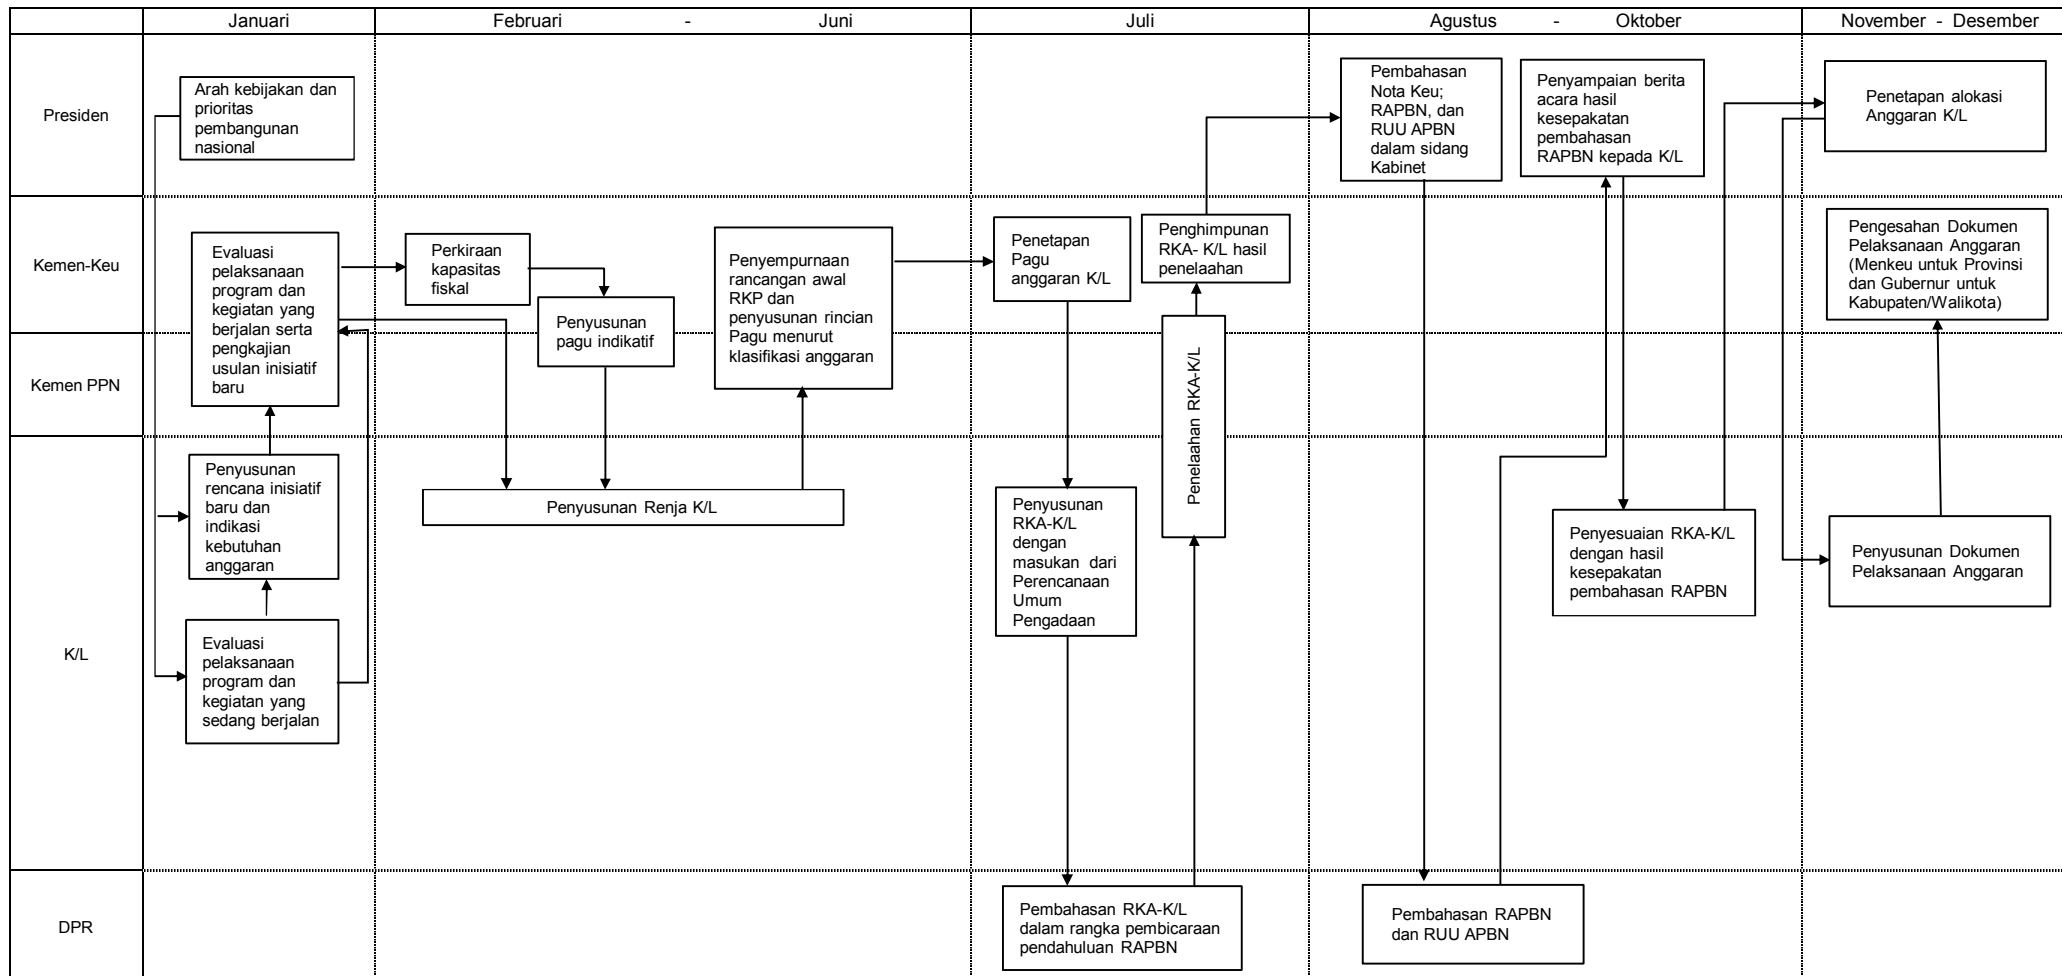 Januari
Februari - Juni
Juli
Agustus - Oktober
November - Desember
Presiden
Arah kebijakan dan
prioritas
pembangunan
nasional
Pembahasan
Nota Keu;
RAPBN, dan
RUU APBN
dalam sidang
Kabinet
Penyampaian berita
acara hasil
kesepakatan
pembahasan
RAPBN kepada K/L
Penetapan alokasi
Anggaran K/L
Kemen-Keu
Evaluasi
pelaksanaan
program dan
kegiatan yang
berjalan serta
pengkajian
usulan inisiatif
baru
Perkiraan
kapasitas
fiskal
Penyusunan
pagu indikatif
Penyempurnaan
rancangan awal
RKP dan
penyusunan rincian
Pagu menurut
klasifikasi anggaran
Penetapan
Pagu
anggaran K/L
Penghimpunan
RKA- K/L hasil
penelaahan
Pengesahan Dokumen
Pelaksanaan Anggaran
(Menkeu untuk Provinsi
dan Gubernur untuk
Kabupaten/Walikota)
Kemen PPN
Penelaahan RKA-K/L
K/L
Penyusunan
rencana inisiatif
baru dan
indikasi
kebutuhan
anggaran
Evaluasi
pelaksanaan
program dan
kegiatan yang
sedang berjalan
Penyusunan Renja K/L
Penyusunan
RKA-K/L
dengan
masukan dari
Perencanaan
Umum
Pengadaan
Penyesuaian RKA-K/L
dengan hasil
kesepakatan
pembahasan RAPBN
Penyusunan Dokumen
Pelaksanaan Anggaran
DPR
Pembahasan RKA-K/L
dalam rangka pembicaraan
pendahuluan RAPBN
Pembahasan RAPBN
dan RUU APBN